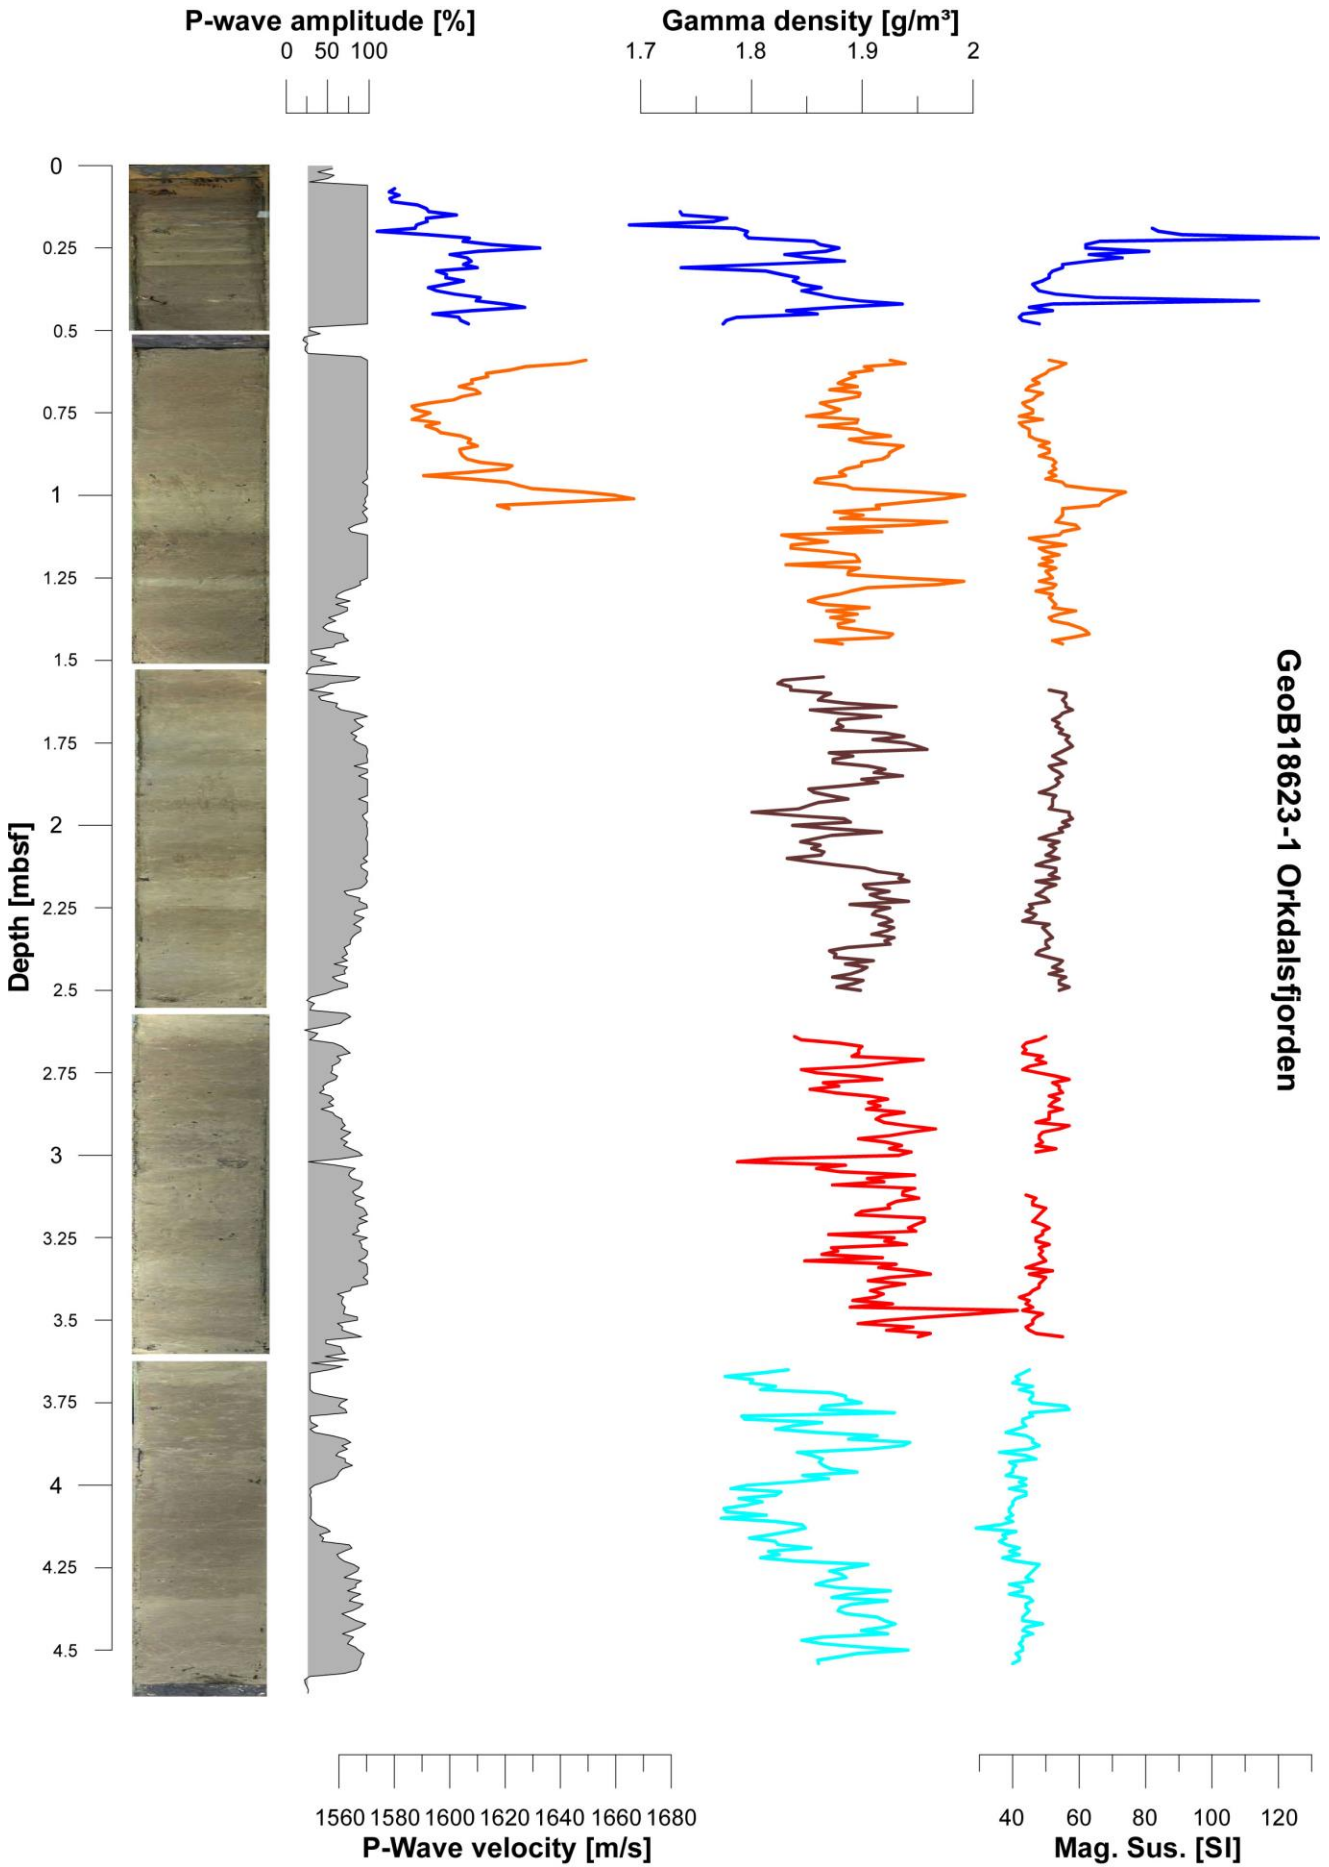 P-wave amplitude [%]
0 50 100
Gamma density [g/m³]
1.7 1.8 1.9 2
Depth [mbsf]
0
0.25
0.5
0.75
1
1.25
1.5
1.75
2
2.25
2.5
2.75
3
3.25
3.5
3.75
4
4.25
4.5
GeoB18623-1 Orkdalsfjorden
1560 1580 1600 1620 1640 1660 1680
P-Wave velocity [m/s]
40 60 80 100 120
Mag. Sus. [SI]